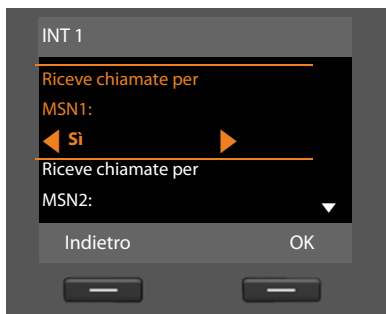 INT 1
Riceve chiamate per
MSN1:
Sì
Riceve chiamate per
MSN2:
Indietro OK